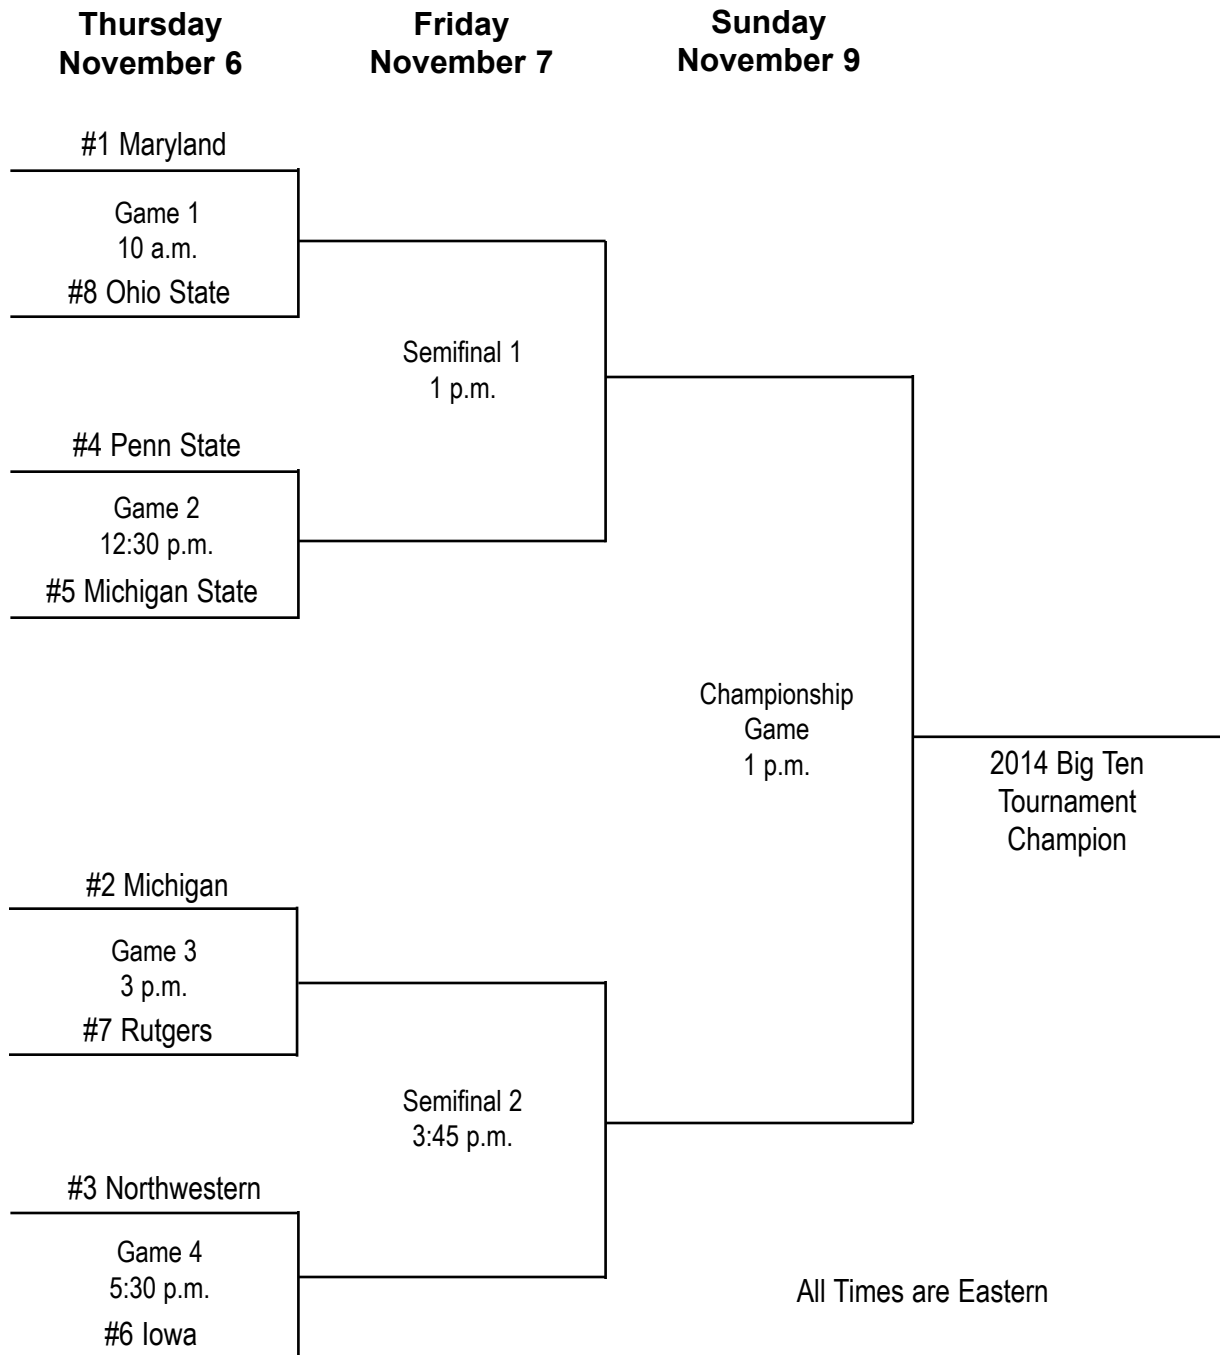 Thursday
November 6
Friday
November 7
Sunday
November 9
#1 Maryland
Game 1
10 a.m.
#8 Ohio State
Semifinal 1
1 p.m.
#4 Penn State
Game 2
12:30 p.m.
#5 Michigan State
Championship
Game
1 p.m.
2014 Big Ten
Tournament
Champion
#2 Michigan
Game 3
3 p.m.
#7 Rutgers
Semifinal 2
3:45 p.m.
#3 Northwestern
Game 4
5:30 p.m.
#6 Iowa
All Times are Eastern